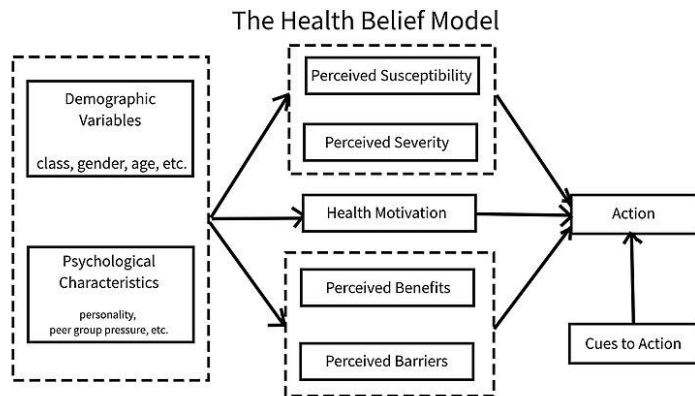 The Health Belief Model
Demographic
Variables
class, gender, age, etc.
Psychological
Characteristics
personality,
peer group pressure, etc.
Perceived Susceptibility
Perceived Severity
Health Motivation
Perceived Benefits
Perceived Barriers
Action
Cues to Action